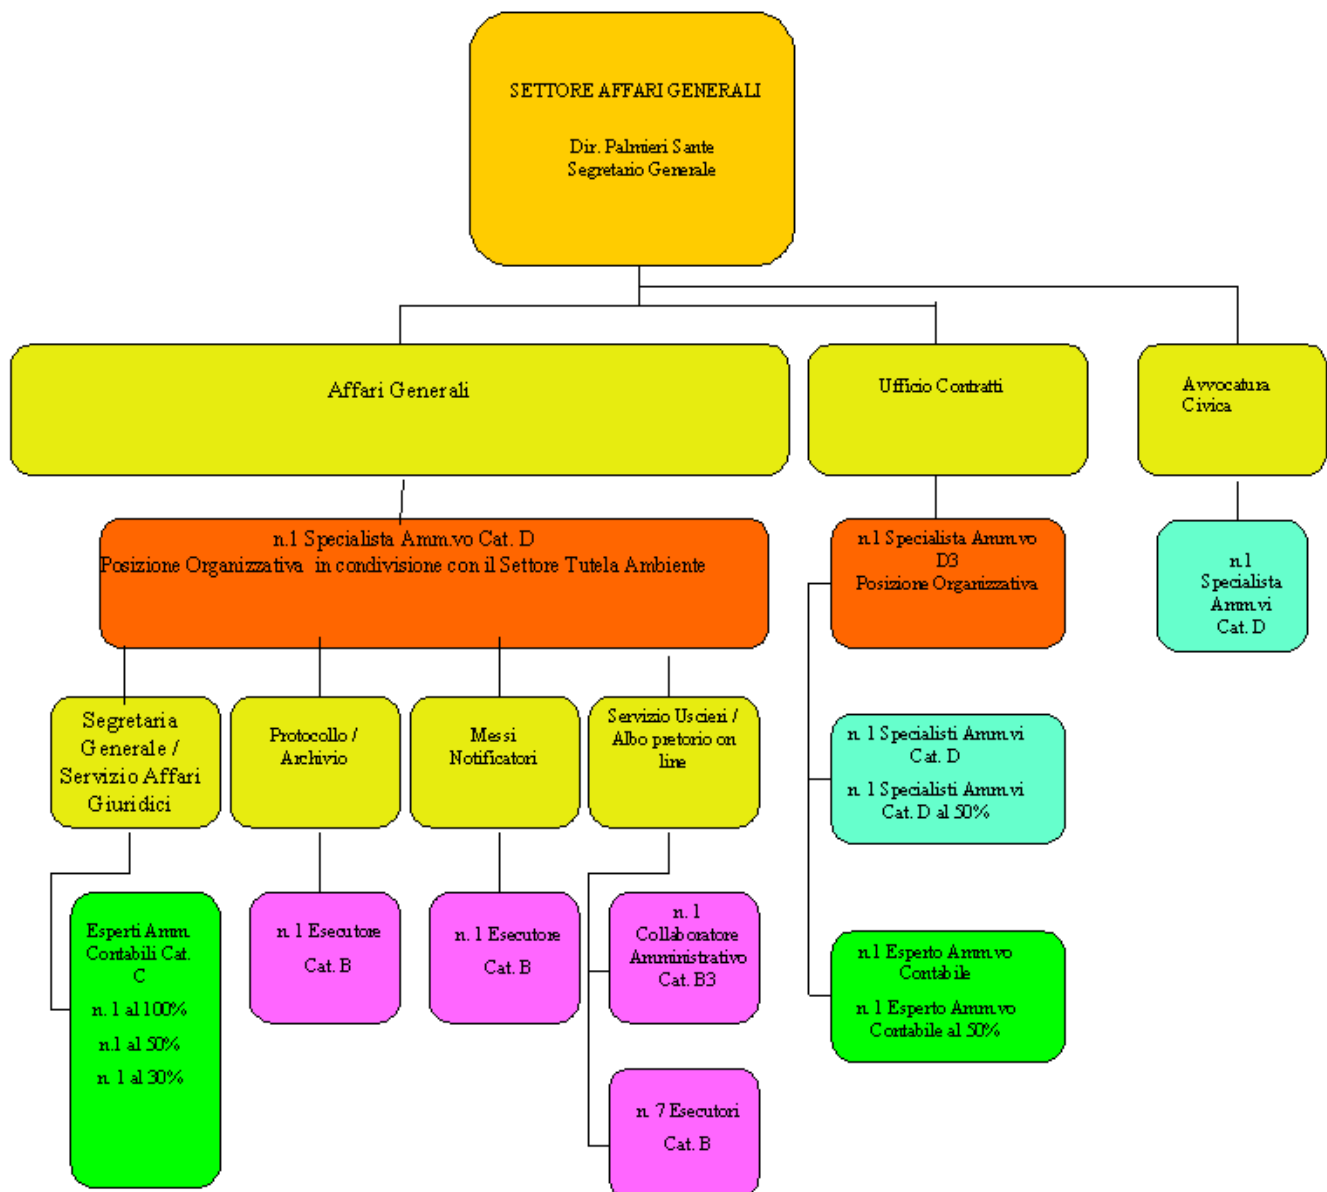 SETTORE AFFARI GENERALI
Dir. Palmieri Sante
Segretario Generale
Affari Generali
Ufficio Contratti
Avvocatura
Civica
n.1 Specialista Amm.vo Cat. D
Posizione Organizzativa in condivisione con il Settore Tutela Ambiente
n.1 Specialista Amm.vo
D3
Posizione Organizzativa
n.1
Specialista
Amm.vi
Cat. D
Segretaria
Generale /
Servizio Affari
Giuridici
Protocollo /
Archivio
Messi
Notificatori
Servizio Uscieri /
Albo pretorio on
line
n. 1 Specialisti Amm.vi
Cat. D
n. 1 Specialisti Amm.vi
Cat. D al 50%
Esperti Amm.
Contabili Cat.
C
n. 1 al 100%
n.1 al 50%
n. 1 al 30%
n. 1 Esecutore
Cat. B
n. 1 Esecutore
Cat. B
n. 1
Collaboratore
Amministrativo
Cat. B3
n. 7 Esecutori
Cat. B
n.1 Esperto Amm.vo
Contabile
n. 1 Esperto Amm.vo
Contabile al 50%